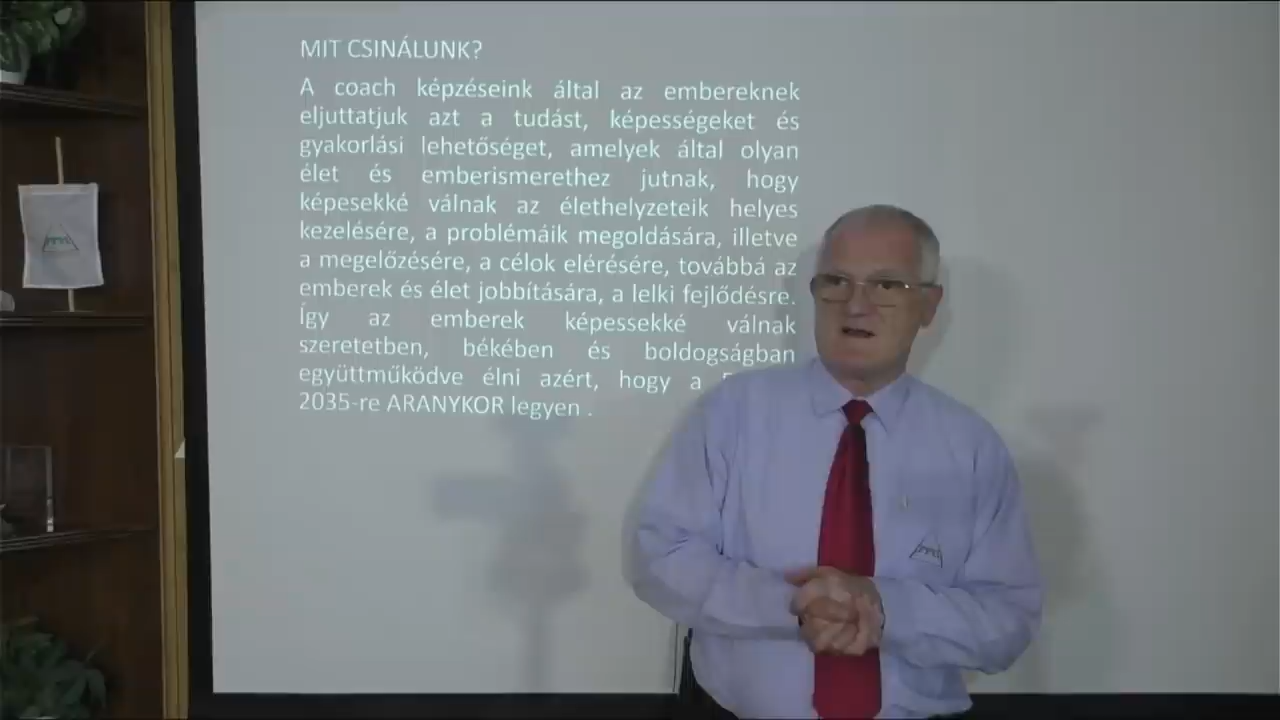 MIT CSINÁLUNK?
A coach képzéseink által az embereknek
eljuttatjuk azt a tudást, képességeket és
gyakorlási lehetőséget, amelyek által olyan
élet és emberismerethez jutnak, hogy
képesekké válnak az élethelyzeteik helyes
kezelésére, a problémáik megoldására, illetve
a megelőzésére, a célok elérésére, továbbá az
emberek és élet jobbítására, a lelki fejlődésre.
Így az emberek képessekké válnak
szeretetben, békében és boldogságban
együttműködve élni azért, hogy a
2035-re ARANYKOR legyen .